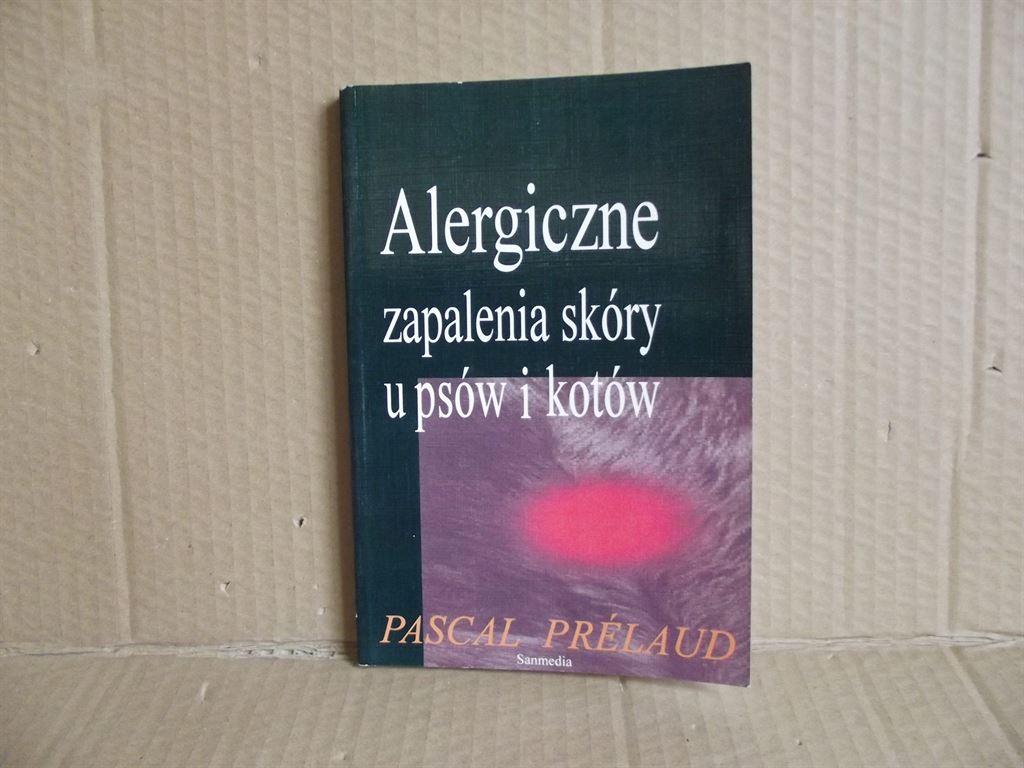 Alergiczne
zapalenia skóry
u psów i kotów
PASCAL PRÉLAUD
Sanmedia